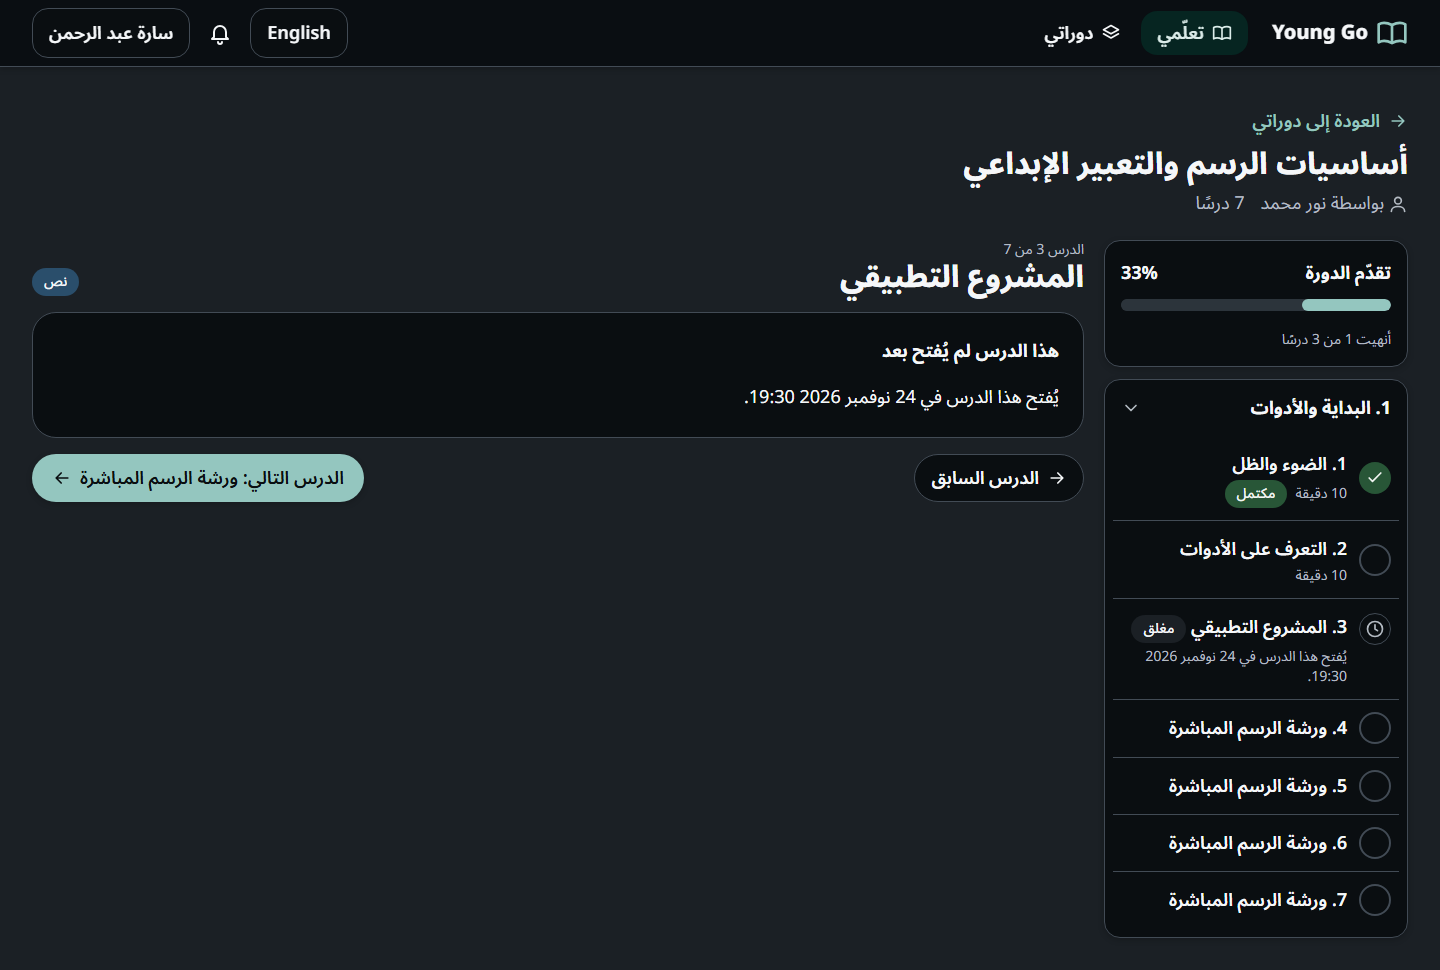 Young Go
تعلّمي
دوراتي
English
سارة عبد الرحمن
العودة إلى دوراتي
أساسيات الرسم والتعبير الإبداعي
بواسطة نور محمد 7 درسًا
تقدّم الدورة 33%
أنهيت 1 من 3 درسًا
1. البداية والأدوات
1. الضوء والظل
10 دقيقة مكتمل
2. التعرف على الأدوات
10 دقيقة
3. المشروع التطبيقي مغلق
يُفتح هذا الدرس في 24 نوفمبر 2026
19:30.
4. ورشة الرسم المباشرة
5. ورشة الرسم المباشرة
6. ورشة الرسم المباشرة
7. ورشة الرسم المباشرة
الدرس 3 من 7
المشروع التطبيقي
نص
هذا الدرس لم يُفتح بعد
يُفتح هذا الدرس في 24 نوفمبر 2026 19:30.
الدرس السابق
الدرس التالي: ورشة الرسم المباشرة